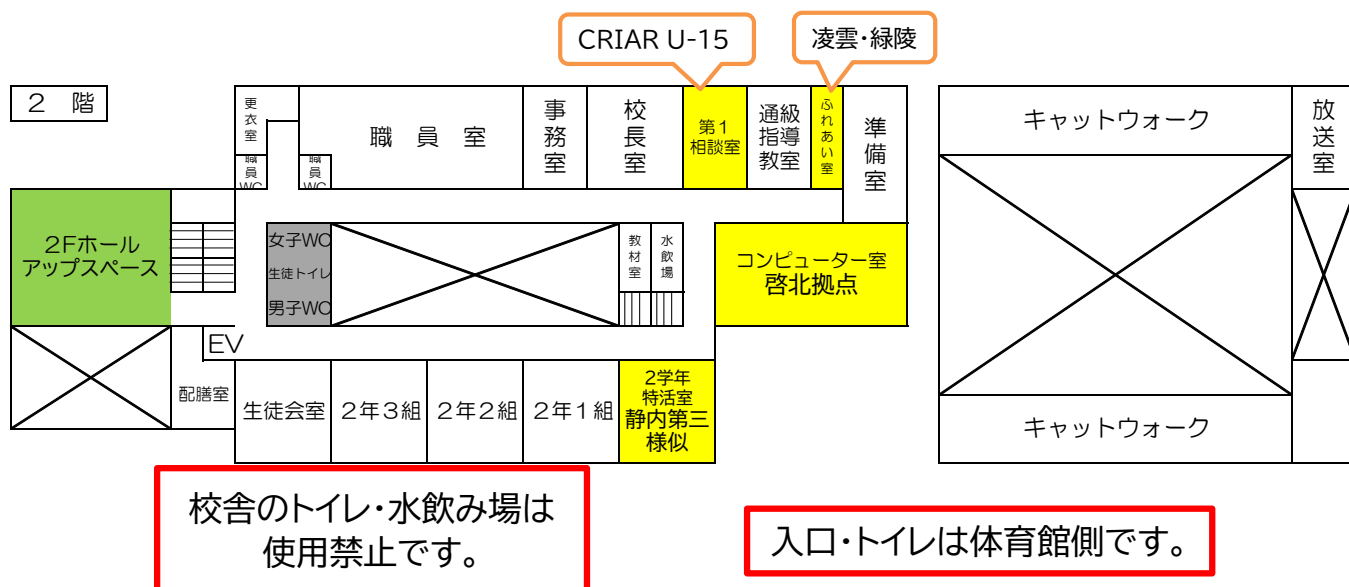 CRIAR U-15
凌雲・緑陵
２　階
更衣室
職員WC
職員WC
職　員　室
事務室
校長室
第１
相談室
通級
指導
教室
ふれあい室
準備室
キャットウォーク
放送室
２Fホール
アップスペース
女子WC
生徒トイレ
男子WC
教材室
水飲場
コンピューター室
啓北拠点
EV
配膳室
生徒会室
２年３組
２年２組
２年１組
2学年
特活室
静内第三
様似
キャットウォーク
校舎のトイレ・水飲み場は
使用禁止です。
入口・トイレは体育館側です。